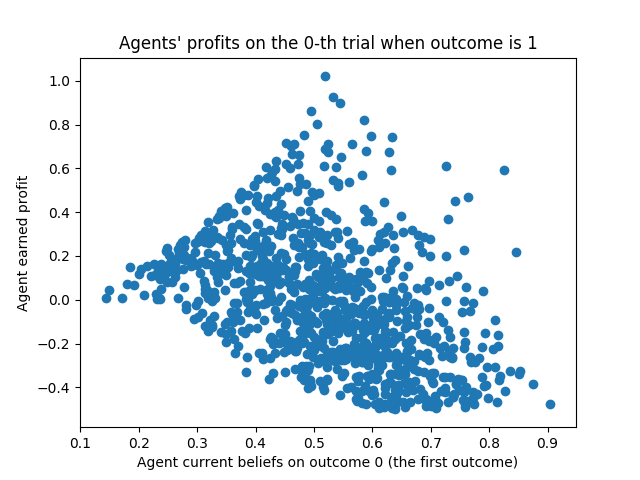 Agents' profits on the 0-th trial when outcome is 1
1.0
0.8
0.6
0.4
0.2
0.0
−0.2
−0.4
Agent earned profit
0.1 0.2 0.3 0.4 0.5 0.6 0.7 0.8 0.9
Agent current beliefs on outcome 0 (the first outcome)